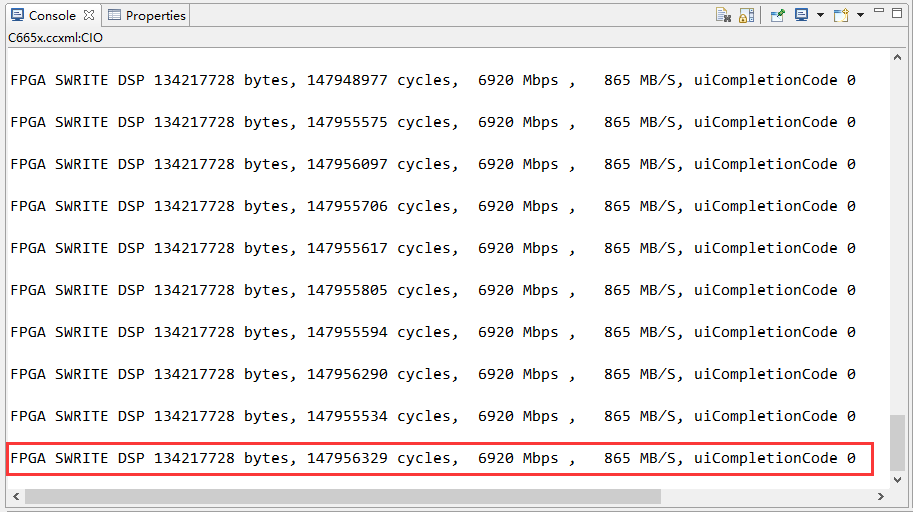 Console Properties
C665x.ccxml:CIO
FPGA SWRITE DSP 134217728 bytes, 147948977 cycles,  6920 Mbps ,   865 MB/S, uiCompletionCode 0
FPGA SWRITE DSP 134217728 bytes, 147955575 cycles,  6920 Mbps ,   865 MB/S, uiCompletionCode 0
FPGA SWRITE DSP 134217728 bytes, 147956097 cycles,  6920 Mbps ,   865 MB/S, uiCompletionCode 0
FPGA SWRITE DSP 134217728 bytes, 147955706 cycles,  6920 Mbps ,   865 MB/S, uiCompletionCode 0
FPGA SWRITE DSP 134217728 bytes, 147955617 cycles,  6920 Mbps ,   865 MB/S, uiCompletionCode 0
FPGA SWRITE DSP 134217728 bytes, 147955805 cycles,  6920 Mbps ,   865 MB/S, uiCompletionCode 0
FPGA SWRITE DSP 134217728 bytes, 147955594 cycles,  6920 Mbps ,   865 MB/S, uiCompletionCode 0
FPGA SWRITE DSP 134217728 bytes, 147956290 cycles,  6920 Mbps ,   865 MB/S, uiCompletionCode 0
FPGA SWRITE DSP 134217728 bytes, 147955534 cycles,  6920 Mbps ,   865 MB/S, uiCompletionCode 0
FPGA SWRITE DSP 134217728 bytes, 147956329 cycles,  6920 Mbps ,   865 MB/S, uiCompletionCode 0